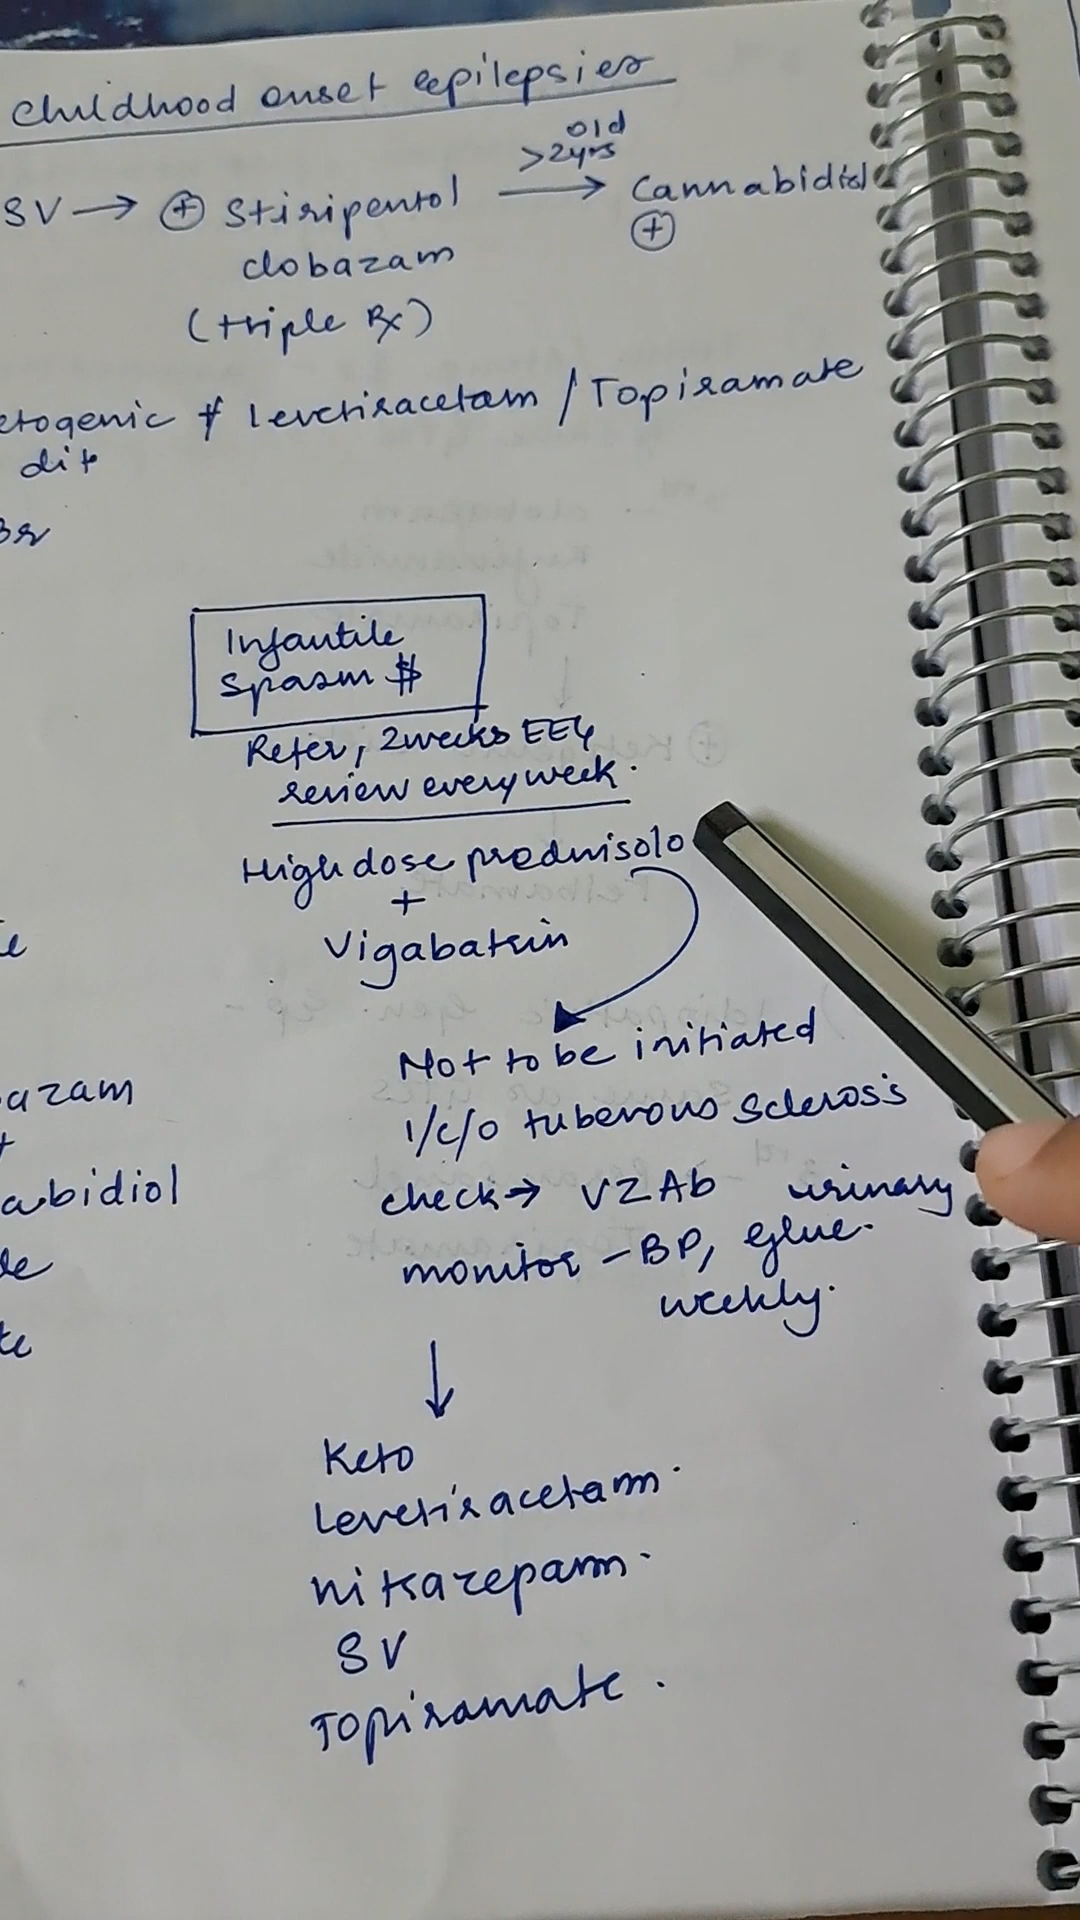 childhood onset epilepsies
>2yrs old
SV → ⊕ Stiripentol → Cannabidiol
clobazam ⊕
(triple Rx)
etogenic + levetiracetam / Topiramate
dit
Infantile
Spasm $
Refer, 2weeks EEG
review every week.
High dose prednisolo
+
Vigabatrin
Not to be initiated
i/c/o tuberous sclerosis
check → VZAb urinary
monitor - BP, glue.
weekly.
azam
abidiol
↓
Keto
levetiracetam.
nitrazepam.
SV
Topiramate.